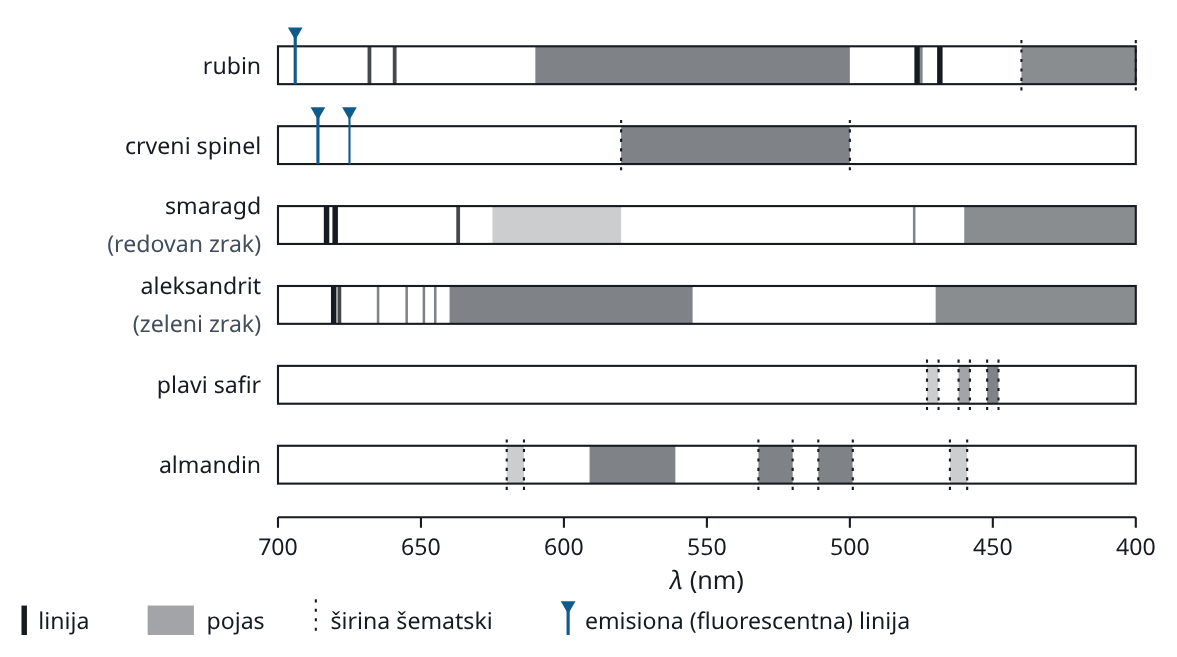 rubin
crveni spinel
smaragd
(redovan zrak)
aleksandrit
(zeleni zrak)
plavi safir
almandin
700 650 600 550 500 450 400
λ (nm)
linija pojas širina šematski emisiona (fluorescentna) linija